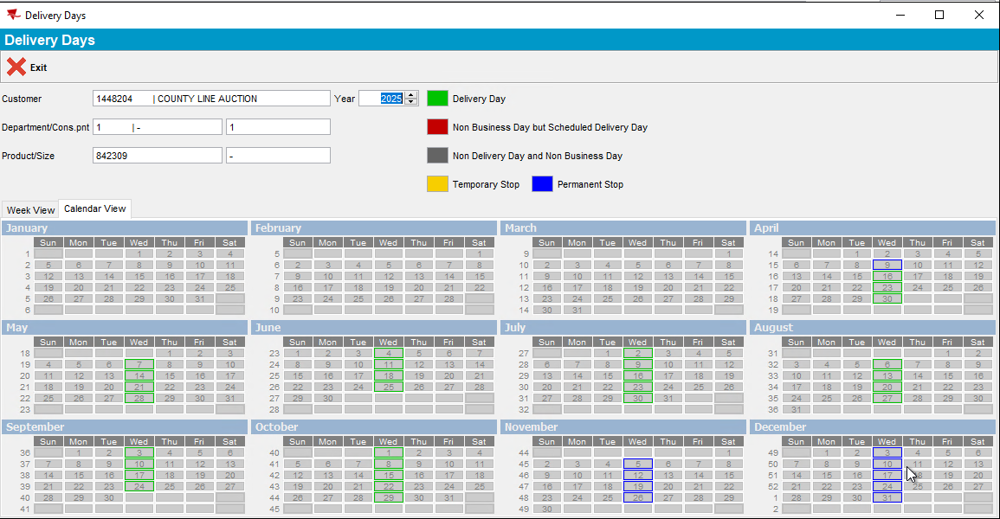 Delivery Days
Delivery Days
Exit
Customer 1448204 | COUNTY LINE AUCTION Year 2025 Delivery Day
Department/Cons.pnt 1 | - 1 Non Business Day but Scheduled Delivery Day
Product/Size 842309 - Non Delivery Day and Non Business Day
Temporary Stop Permanent Stop
Week View Calendar View
January
Sun Mon Tue Wed Thu Fri Sat
1 1 2 3 4
2 5 6 7 8 9 10 11
3 12 13 14 15 16 17 18
4 19 20 21 22 23 24 25
5 26 27 28 29 30 31
6
February
Sun Mon Tue Wed Thu Fri Sat
5 1
6 2 3 4 5 6 7 8
7 9 10 11 12 13 14 15
8 16 17 18 19 20 21 22
9 23 24 25 26 27 28
10
March
Sun Mon Tue Wed Thu Fri Sat
9 1
10 2 3 4 5 6 7 8
11 9 10 11 12 13 14 15
12 16 17 18 19 20 21 22
13 23 24 25 26 27 28 29
14 30 31
April
Sun Mon Tue Wed Thu Fri Sat
14 1 2 3 4 5
15 6 7 8 9 10 11 12
16 13 14 15 16 17 18 19
17 20 21 22 23 24 25 26
18 27 28 29 30
19
May
Sun Mon Tue Wed Thu Fri Sat
18 1 2 3
19 4 5 6 7 8 9 10
20 11 12 13 14 15 16 17
21 18 19 20 21 22 23 24
22 25 26 27 28 29 30 31
23
June
Sun Mon Tue Wed Thu Fri Sat
23 1 2 3 4 5 6 7
24 8 9 10 11 12 13 14
25 15 16 17 18 19 20 21
26 22 23 24 25 26 27 28
27 29 30
28
July
Sun Mon Tue Wed Thu Fri Sat
27 1 2 3 4 5
28 6 7 8 9 10 11 12
29 13 14 15 16 17 18 19
30 20 21 22 23 24 25 26
31 27 28 29 30 31
32
August
Sun Mon Tue Wed Thu Fri Sat
31 1 2
32 3 4 5 6 7 8 9
33 10 11 12 13 14 15 16
34 17 18 19 20 21 22 23
35 24 25 26 27 28 29 30
36 31
September
Sun Mon Tue Wed Thu Fri Sat
36 1 2 3 4 5 6
37 7 8 9 10 11 12 13
38 14 15 16 17 18 19 20
39 21 22 23 24 25 26 27
40 28 29 30
41
October
Sun Mon Tue Wed Thu Fri Sat
40 1 2 3 4
41 5 6 7 8 9 10 11
42 12 13 14 15 16 17 18
43 19 20 21 22 23 24 25
44 26 27 28 29 30 31
45
November
Sun Mon Tue Wed Thu Fri Sat
44 1
45 2 3 4 5 6 7 8
46 9 10 11 12 13 14 15
47 16 17 18 19 20 21 22
48 23 24 25 26 27 28 29
49 30
December
Sun Mon Tue Wed Thu Fri Sat
49 1 2 3 4 5 6
50 7 8 9 10 11 12 13
51 14 15 16 17 18 19 20
52 21 22 23 24 25 26 27
1 28 29 30 31
2